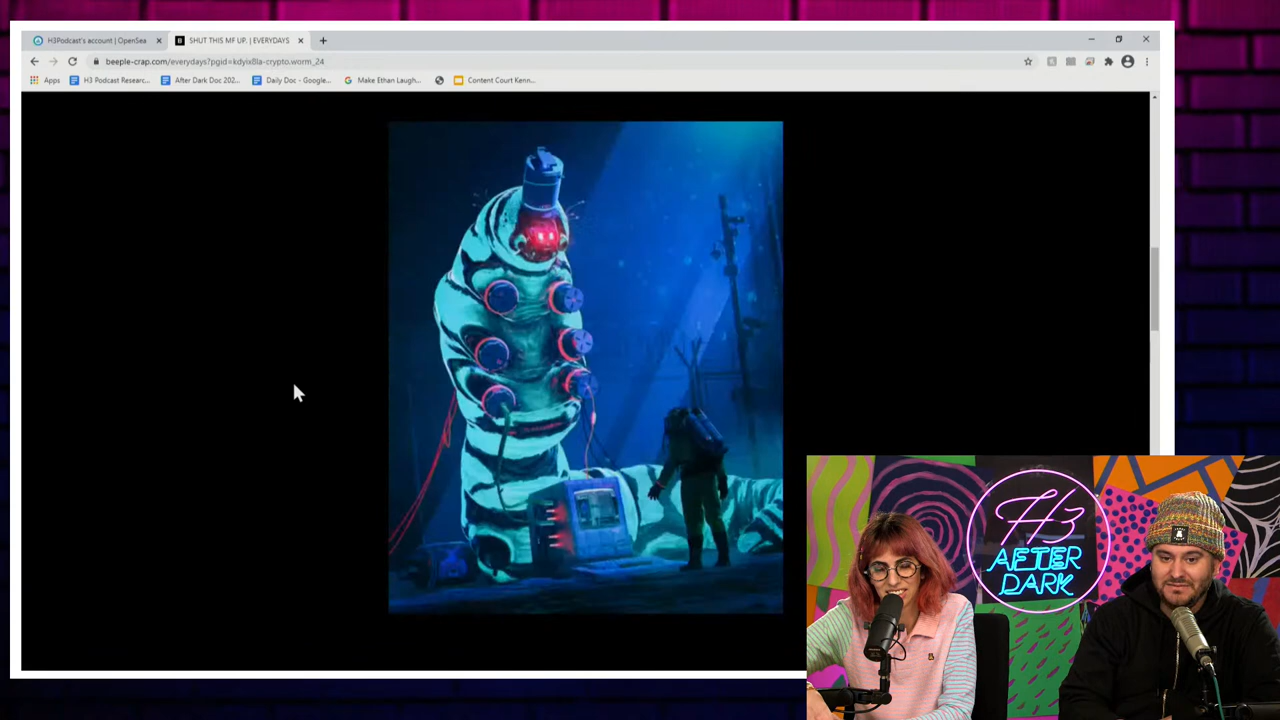 H3Podcast's account | OpenSea
SHUT THIS MF UP. | EVERYDAYS
beeple-crap.com/everydays?pgid=kdyix8la-crypto.worm_24
Apps
H3 Podcast Researc...
After Dark Doc 202...
Daily Doc - Google...
Make Ethan Laugh...
Content Court Kenn...
H3
AFTER
DARK